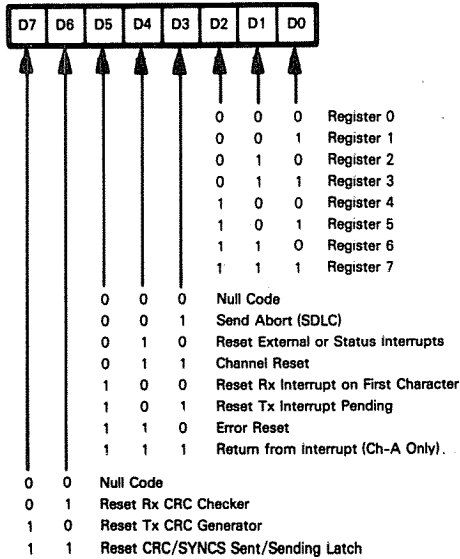 D7 D6 D5 D4 D3 D2 D1 D0
0 0 0 Register 0
0 0 1 Register 1
0 1 0 Register 2
0 1 1 Register 3
1 0 0 Register 4
1 0 1 Register 5
1 1 0 Register 6
1 1 1 Register 7
0 0 0 Null Code
0 0 1 Send Abort (SDLC)
0 1 0 Reset External or Status Interrupts
0 1 1 Channel Reset
1 0 0 Reset Rx Interrupt on First Character
1 0 1 Reset Tx Interrupt Pending
1 1 0 Error Reset
1 1 1 Return from Interrupt (Ch-A Only).
0 0 Null Code
0 1 Reset Rx CRC Checker
1 0 Reset Tx CRC Generator
1 1 Reset CRC/SYNCS Sent/Sending Latch